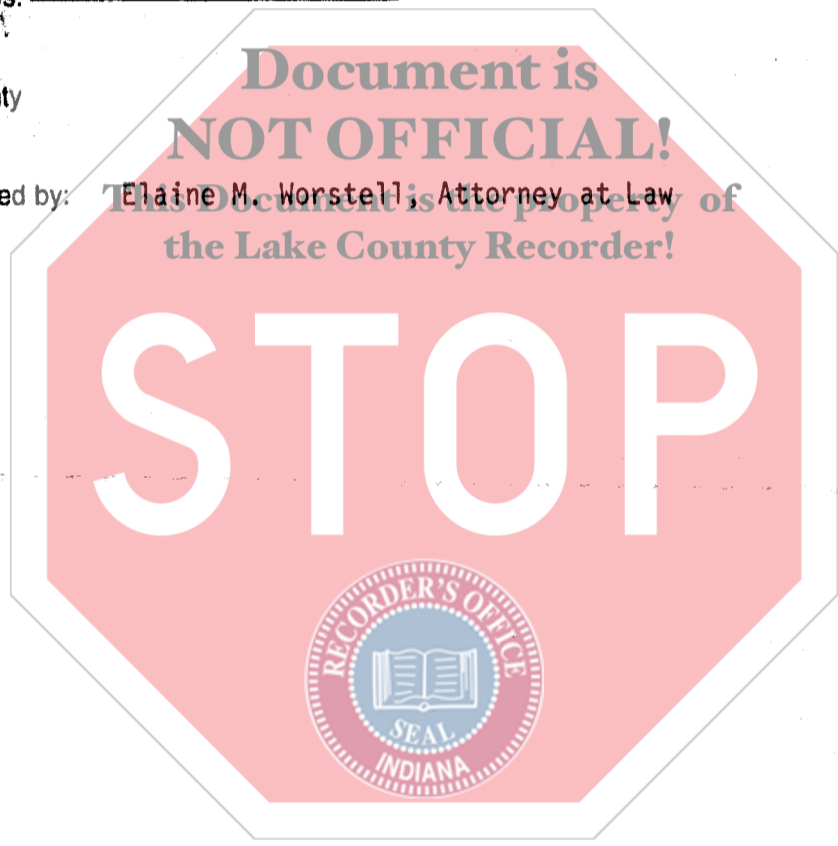 Document is
NOT OFFICIAL!
ed by: Elaine M. Worstell, Attorney at Law
This Document is the property of
the Lake County Recorder!
STOP
RECORDER'S OFFICE
SEAL
INDIANA